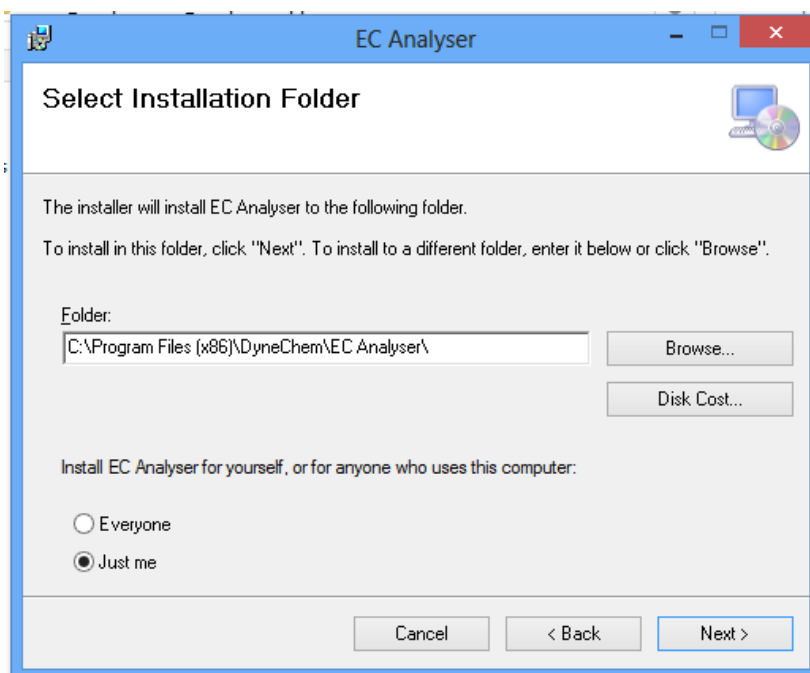 EC Analyser
Select Installation Folder
The installer will install EC Analyser to the following folder.
To install in this folder, click "Next". To install to a different folder, enter it below or click "Browse".
Folder:
C:\Program Files (x86)\DyneChem\EC Analyser\
Browse...
Disk Cost...
Install EC Analyser for yourself, or for anyone who uses this computer:
Everyone
Just me
Cancel
< Back
Next >